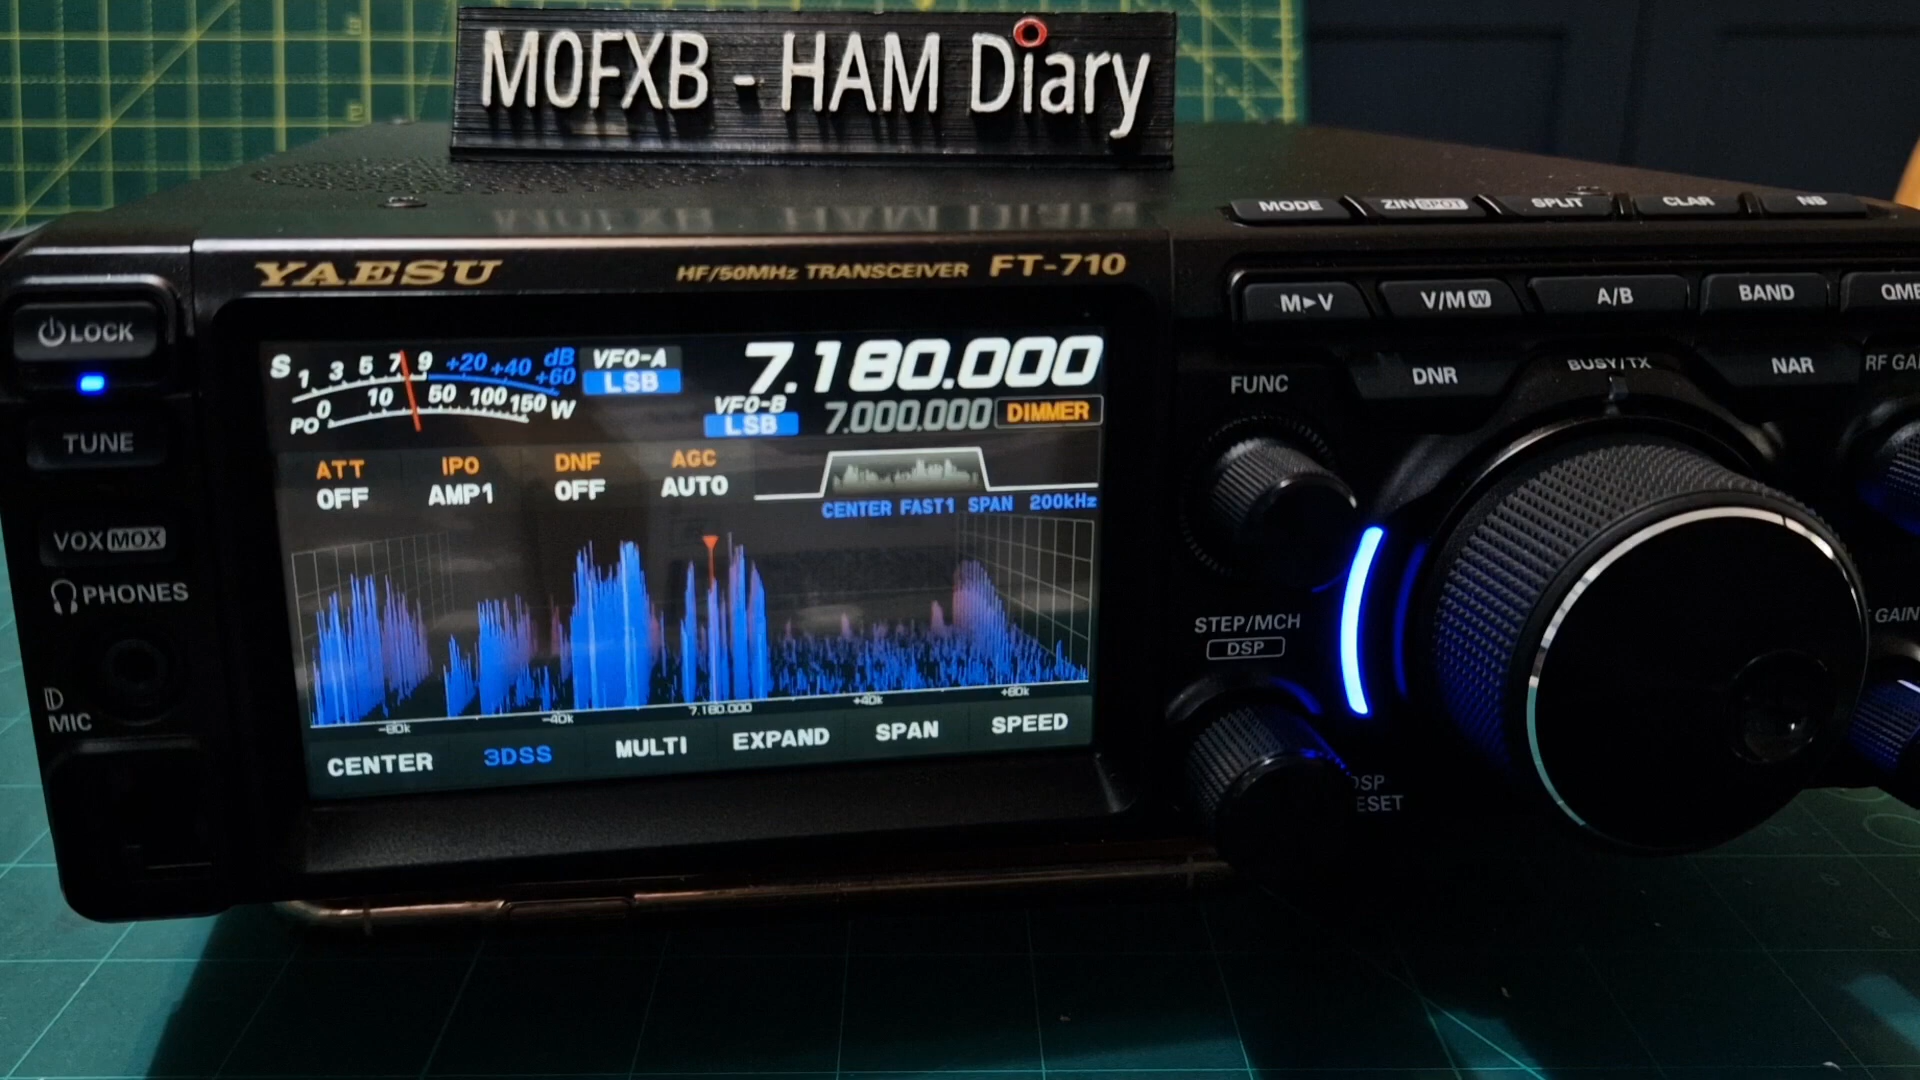 M0FXB - HAM Diary
MODE ZIN SPOT SPLIT CLAR NB
YAESU HF/50MHz TRANSCEIVER FT-710
M►V V/M W A/B BAND
LOCK
S 1 3 5 7 9 +20 +40 +60 dB
PO 0 10 50 100 150 W
VFO-A
LSB
7.180.000
VFO-B
LSB
7.000.000 DIMMER
FUNC DNR BUSY/TX NAR RF
TUNE
ATT IPO DNF AGC
OFF AMP1 OFF AUTO
CENTER FAST1 SPAN 200kHz
VOX MOX
PHONES
STEP/MCH
DSP
GAIN
MIC
-80k -40k 7.180.000 +40k +80k
CENTER 3DSS MULTI EXPAND SPAN SPEED